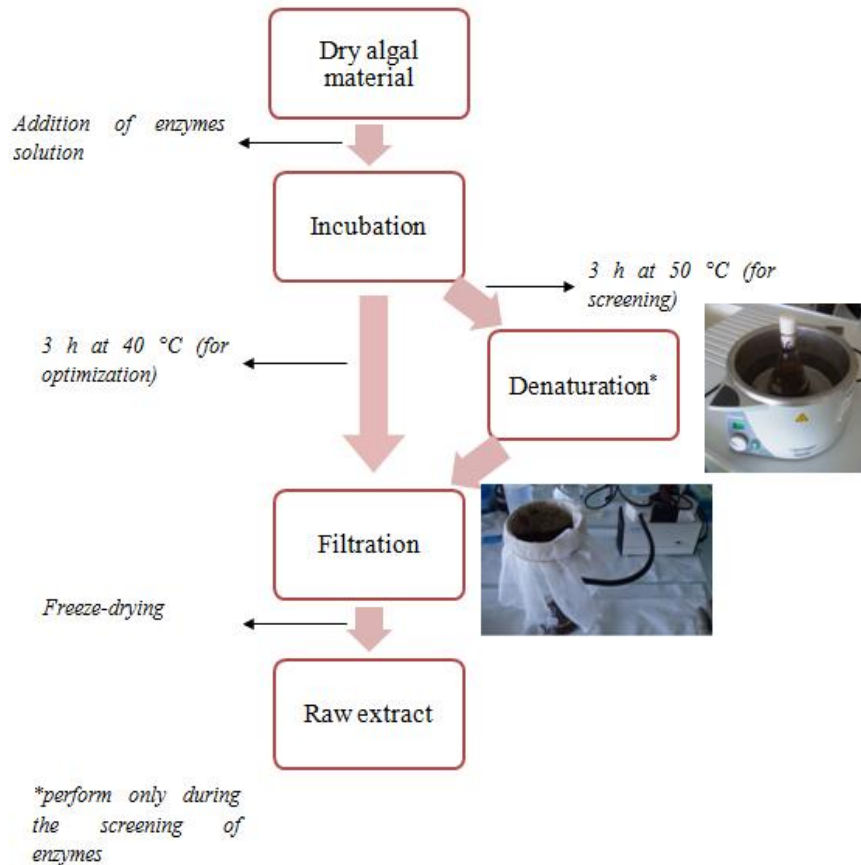 Dry algal
material
Addition of enzymes
solution
Incubation
3 h at 50 °C (for
screening)
3 h at 40 °C (for
optimization)
Denaturation*
Filtration
Freeze-drying
Raw extract
*perform only during
the screening of
enzymes